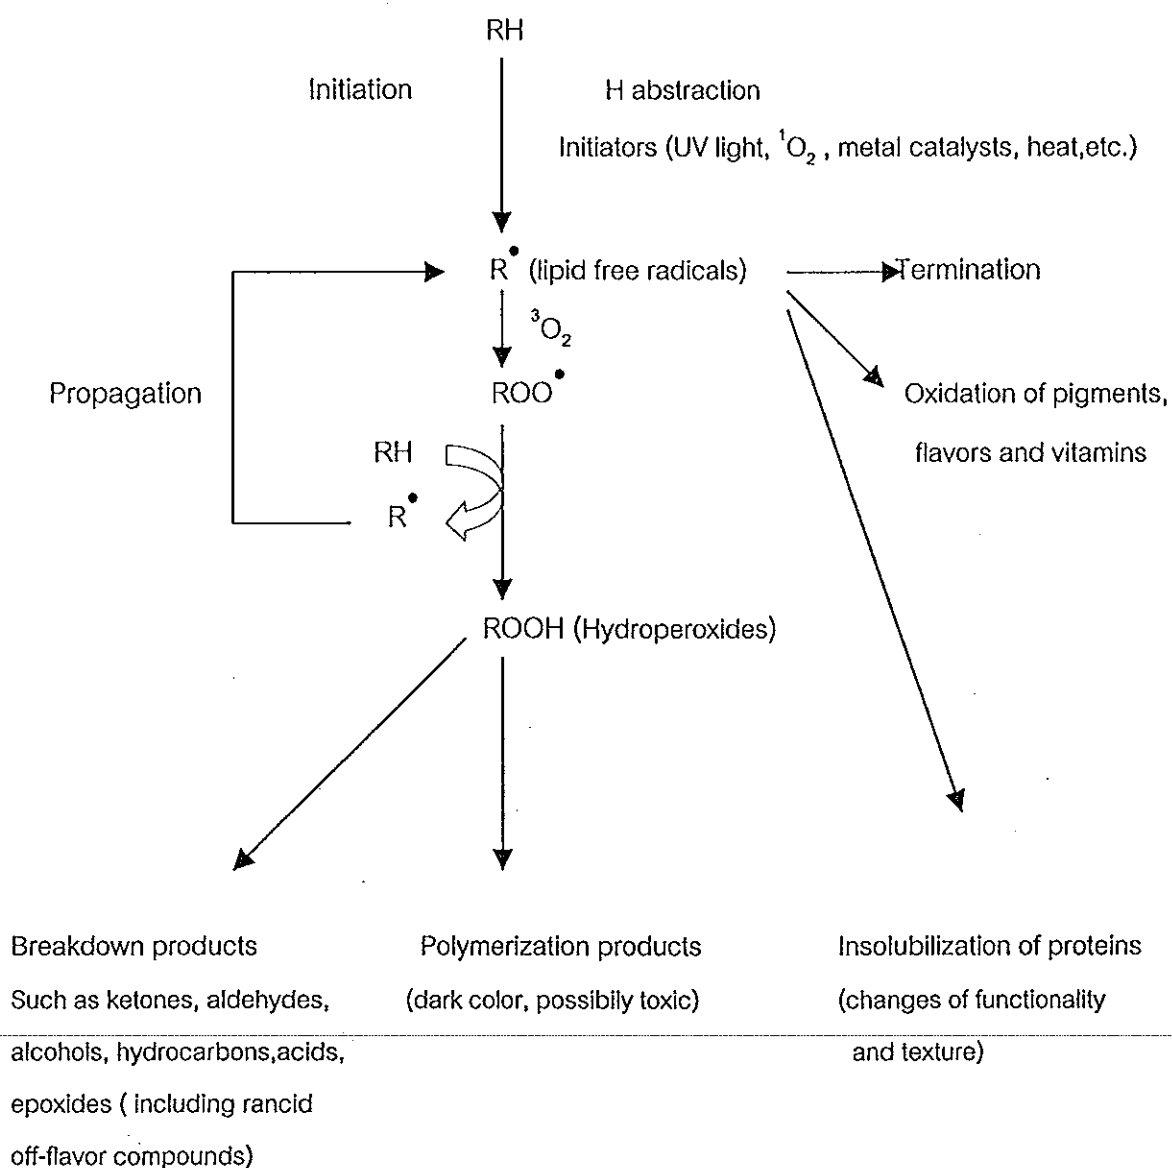 RH
Initiation
H abstraction
Initiators (UV light, ¹O₂ , metal catalysts, heat,etc.)
R• (lipid free radicals)
Termination
³O₂
Propagation
ROO•
Oxidation of pigments,
flavors and vitamins
RH
R•
ROOH (Hydroperoxides)
Breakdown products
Such as ketones, aldehydes,
alcohols, hydrocarbons,acids,
epoxides ( including rancid
off-flavor compounds)
Polymerization products
(dark color, possibily toxic)
Insolubilization of proteins
(changes of functionality
and texture)